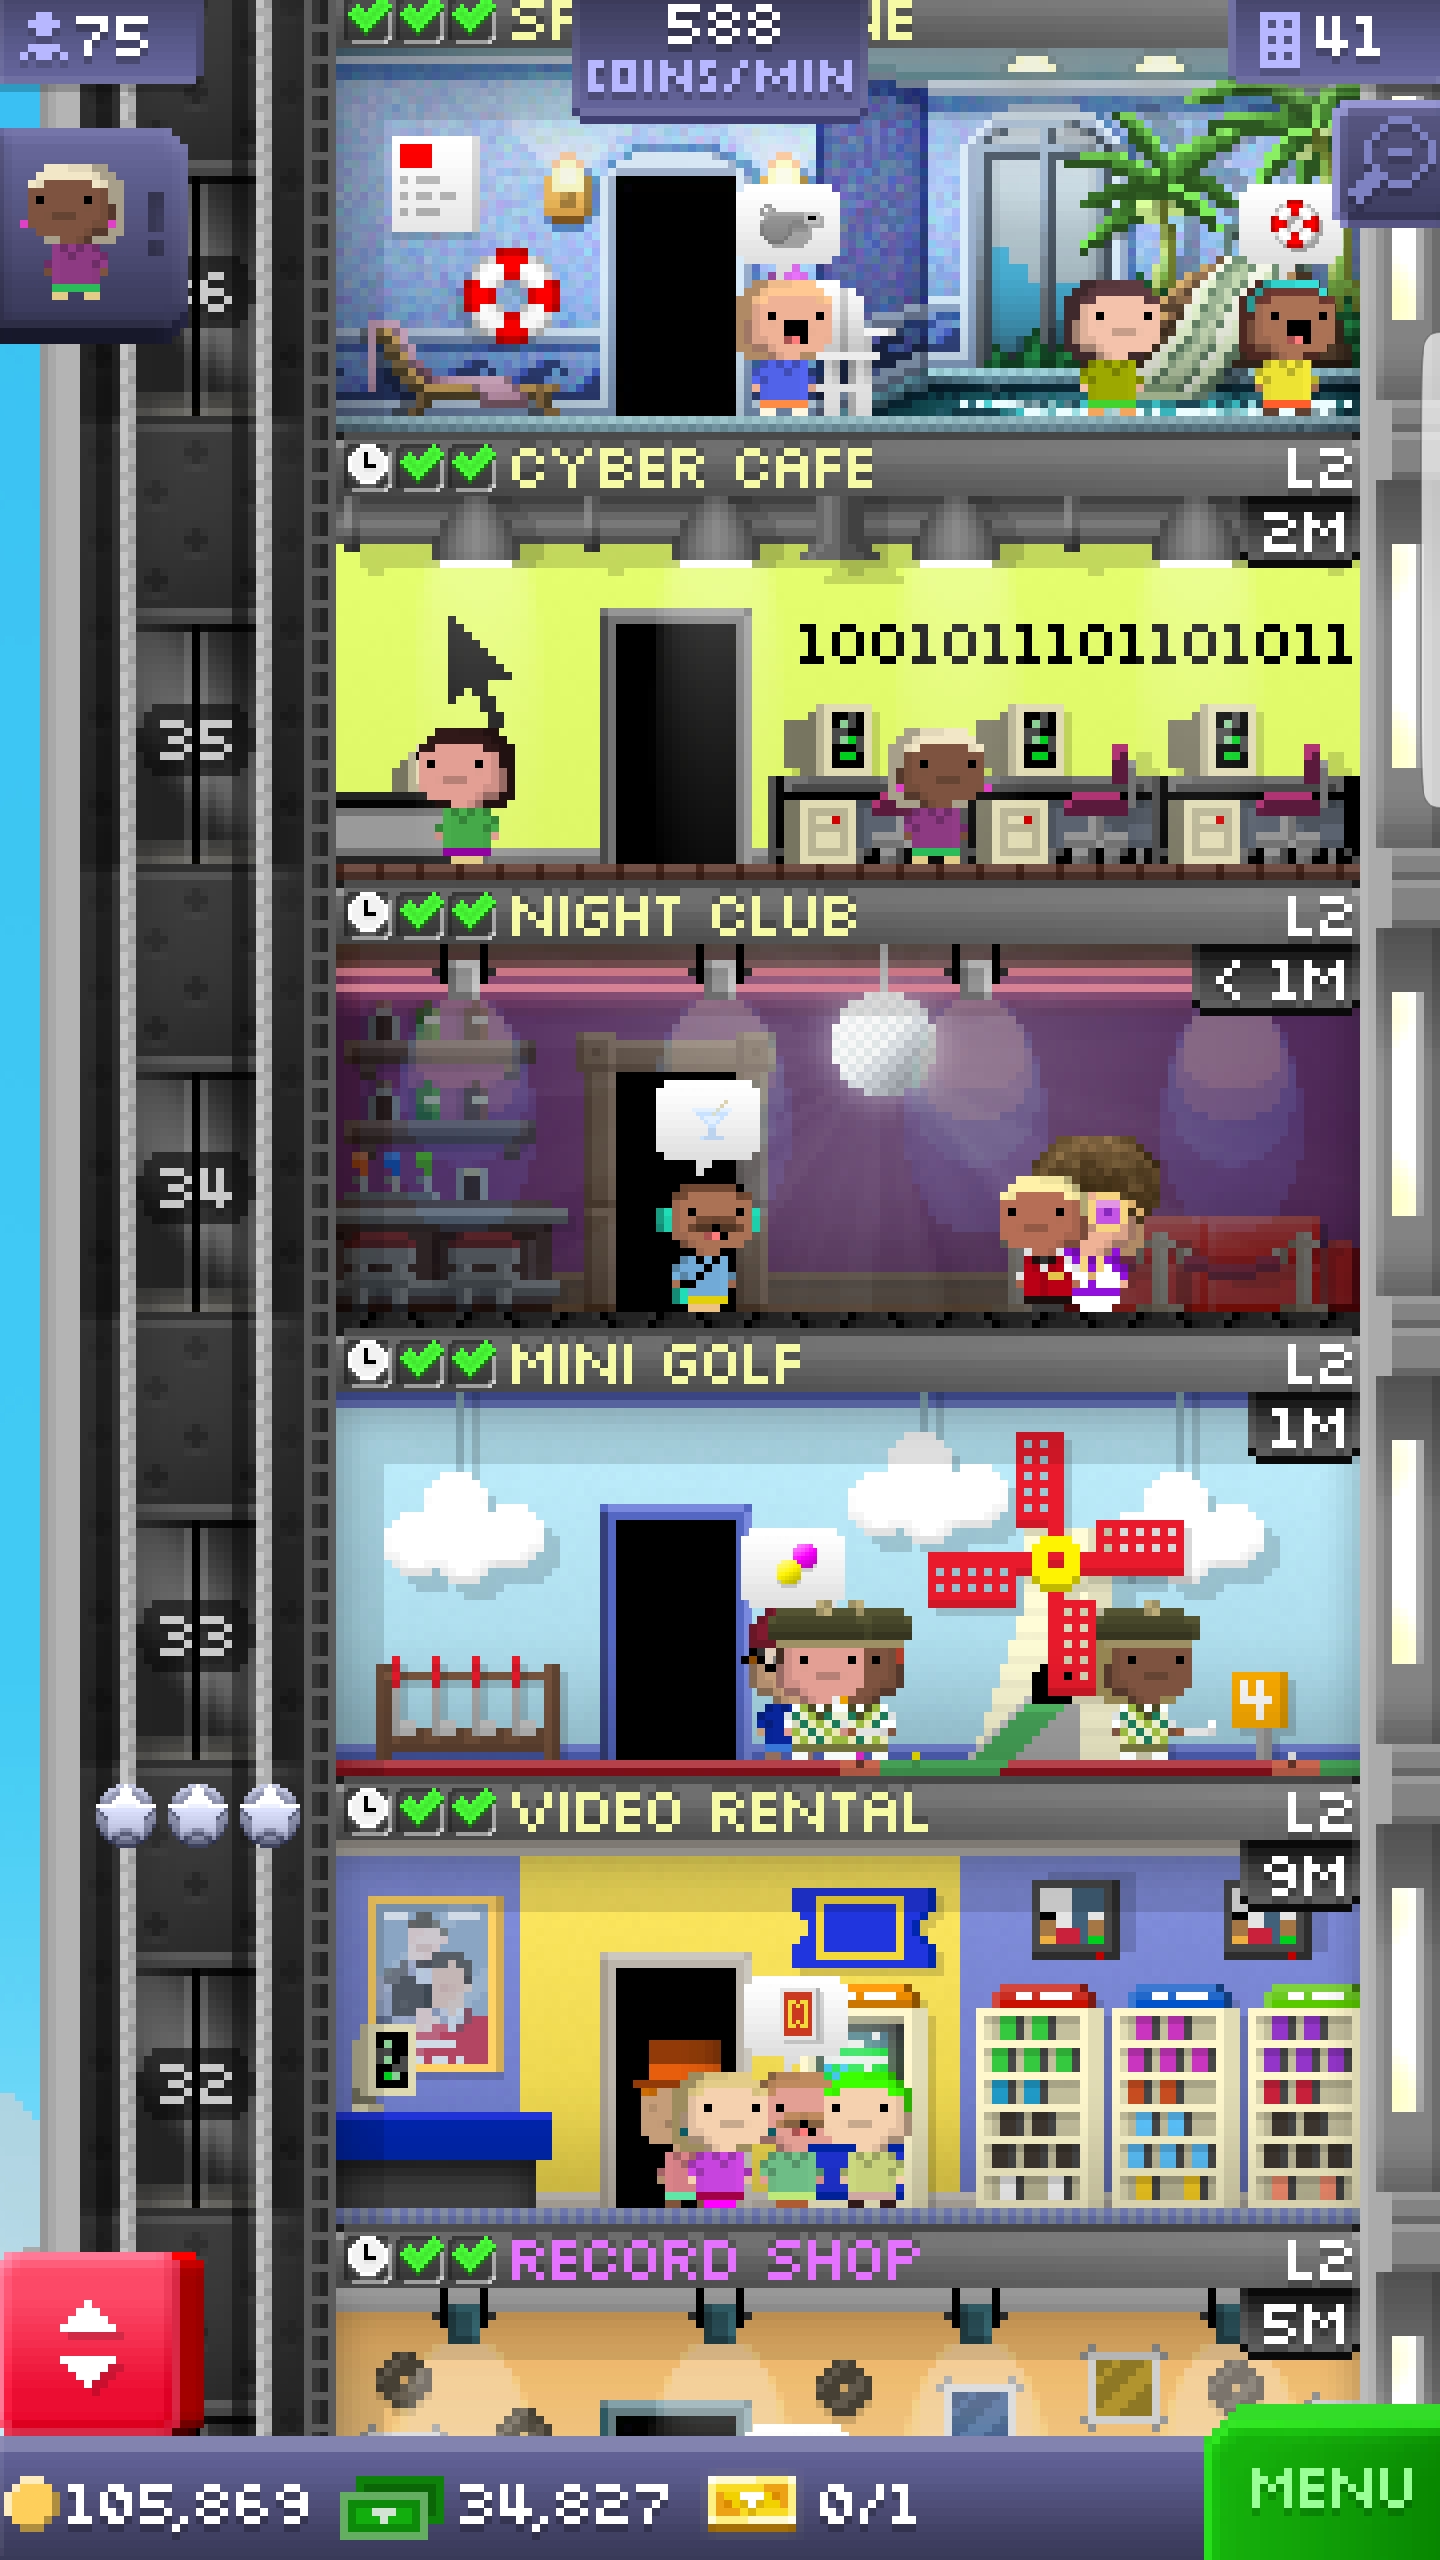 75
588
COINS/MIN
41
CYBER CAFE L2
2M
1001011101101011
35
NIGHT CLUB L2
< 1M
34
MINI GOLF L2
1M
33
4
VIDEO RENTAL L2
9M
32
RECORD SHOP L2
5M
105,869 34,827 0/1
MENU